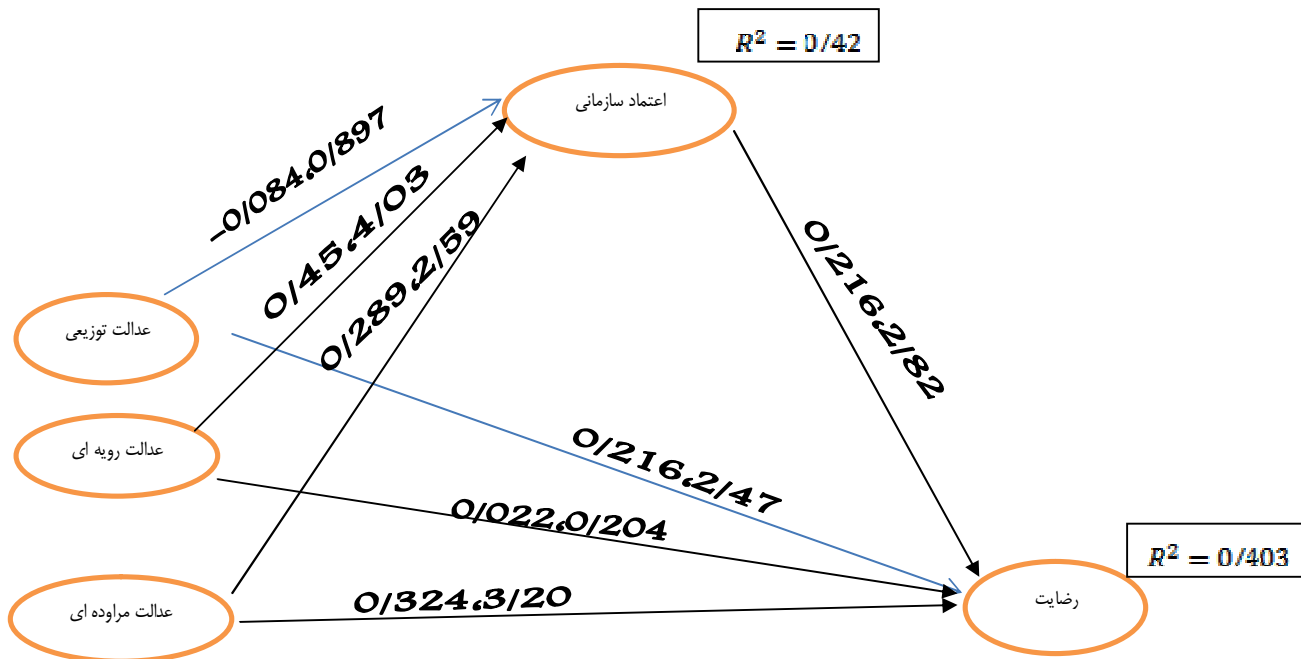 R² = 0/42
اعتماد سازمانی
-0/084،0/897
0/45،4/03
0/289،2/59
0/216،2/82
عدالت توزیعی
عدالت رویه ای
0/216،2/47
0/022،0/204
R² = 0/403
عدالت مراوده ای
0/324،3/20
رضایت